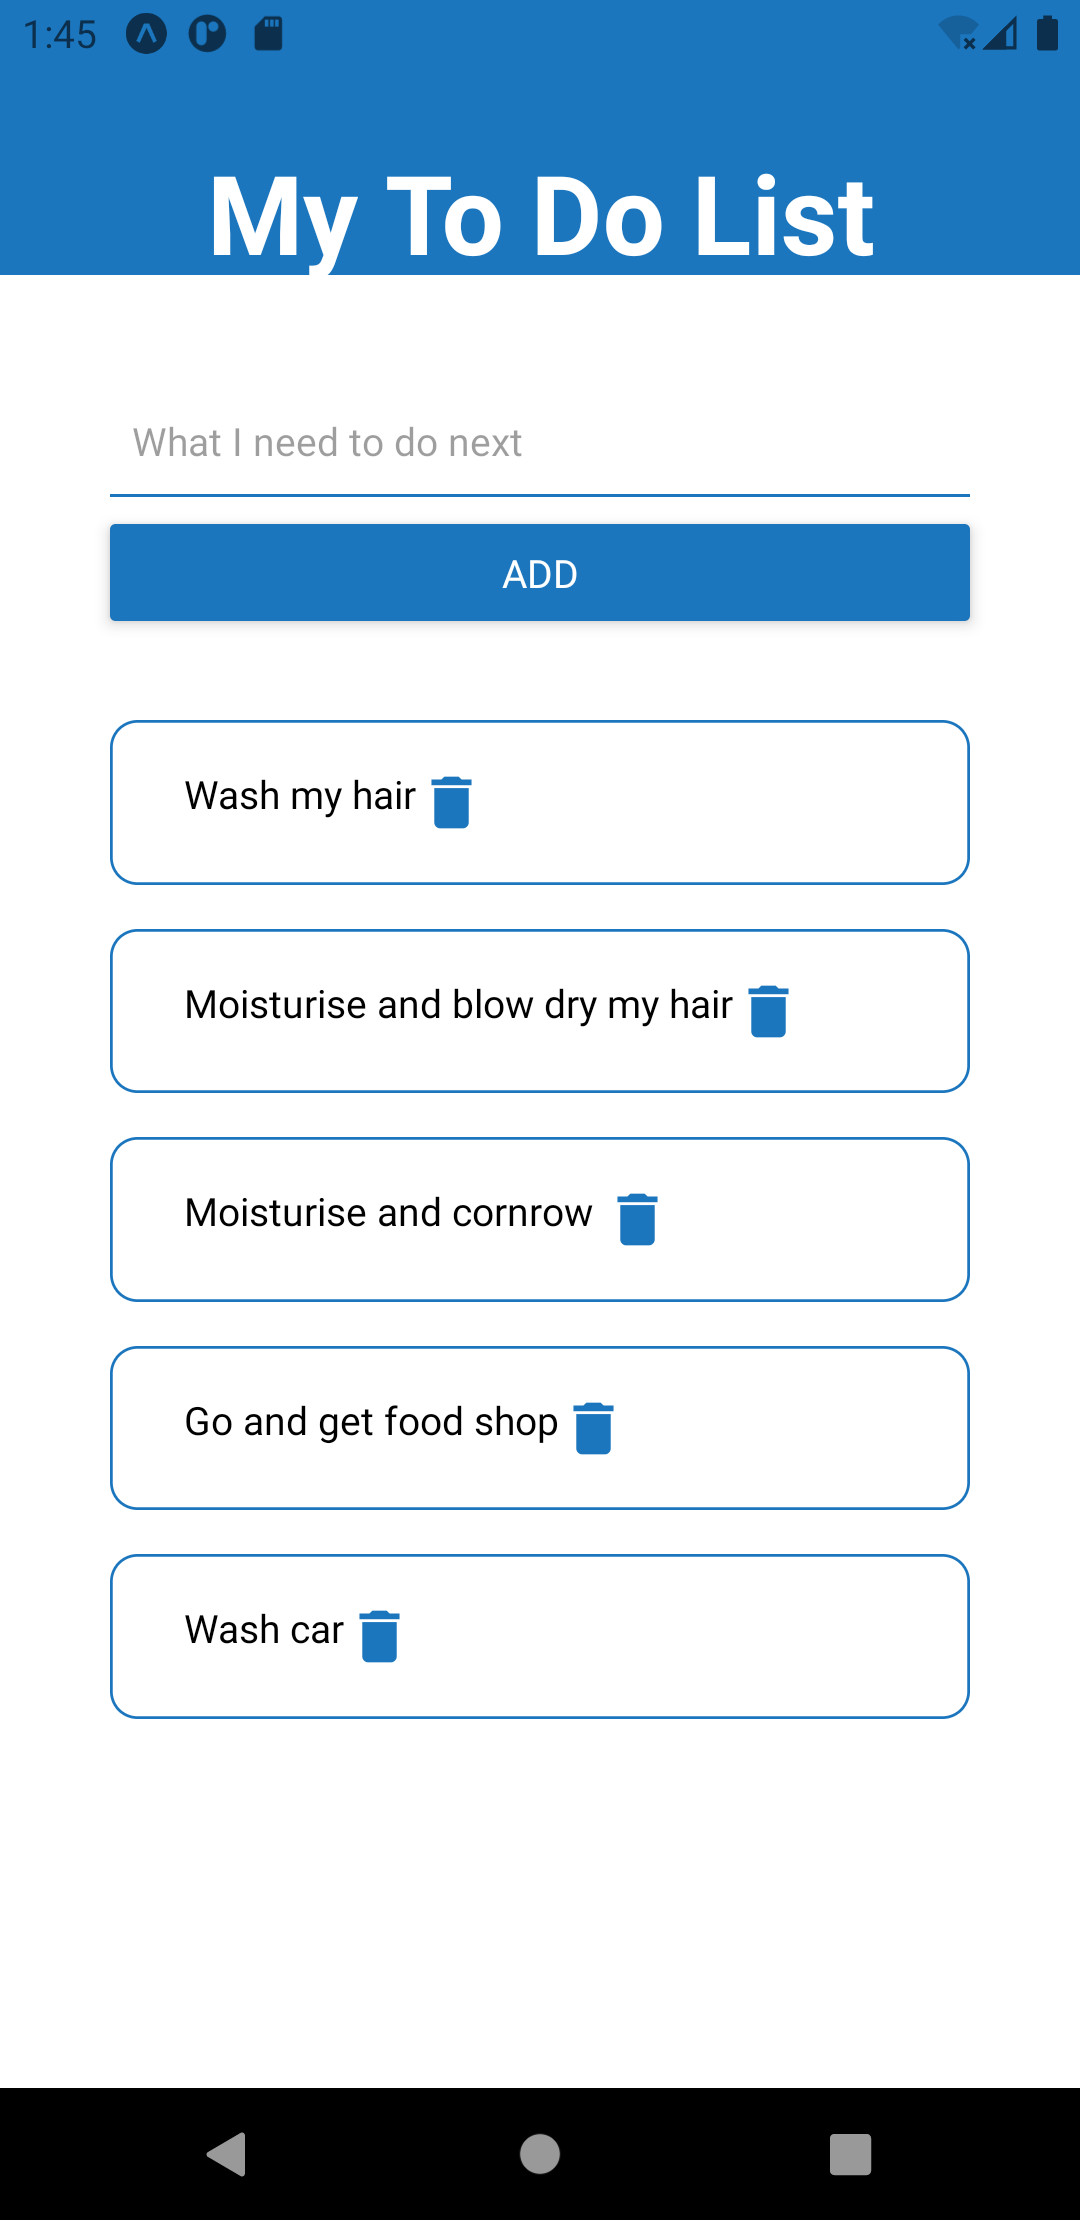 1:45
My To Do List
What I need to do next
ADD
Wash my hair
Moisturise and blow dry my hair
Moisturise and cornrow
Go and get food shop
Wash car